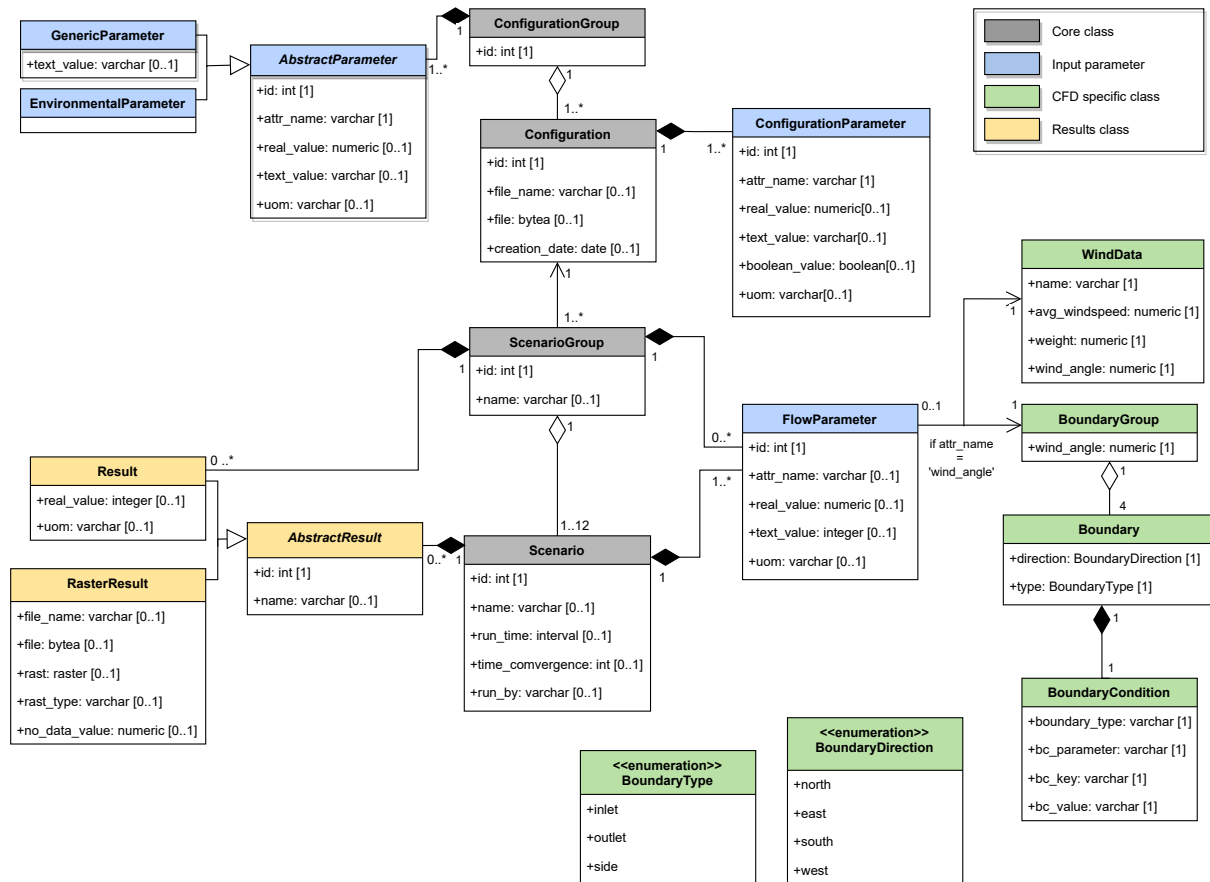 GenericParameter
+text_value: varchar [0..1]
EnvironmentalParameter
AbstractParameter
+id: int [1]
+attr_name: varchar [1]
+real_value: numeric [0..1]
+text_value: varchar [0..1]
+uom: varchar [0..1]
1..*
1
ConfigurationGroup
+id: int [1]
1
1..*
Configuration
+id: int [1]
+file_name: varchar [0..1]
+file: bytea [0..1]
+creation_date: date [0..1]
1
1..*
ConfigurationParameter
+id: int [1]
+attr_name: varchar [1]
+real_value: numeric[0..1]
+text_value: varchar[0..1]
+boolean_value: boolean[0..1]
+uom: varchar[0..1]
Core class
Input parameter
CFD specific class
Results class
1
1..*
ScenarioGroup
+id: int [1]
+name: varchar [0..1]
1
1
1
1..12
0 ..*
0..*
1..*
WindData
+name: varchar [1]
+avg_windspeed: numeric [1]
+weight: numeric [1]
+wind_angle: numeric [1]
1
FlowParameter
+id: int [1]
+attr_name: varchar [0..1]
+real_value: numeric [0..1]
+text_value: integer [0..1]
+uom: varchar [0..1]
0..1
1
if attr_name
=
'wind_angle'
BoundaryGroup
+wind_angle: numeric [1]
1
4
Boundary
+direction: BoundaryDirection [1]
+type: BoundaryType [1]
1
1
BoundaryCondition
+boundary_type: varchar [1]
+bc_parameter: varchar [1]
+bc_key: varchar [1]
+bc_value: varchar [1]
Result
+real_value: integer [0..1]
+uom: varchar [0..1]
RasterResult
+file_name: varchar [0..1]
+file: bytea [0..1]
+rast: raster [0..1]
+rast_type: varchar [0..1]
+no_data_value: numeric [0..1]
AbstractResult
+id: int [1]
+name: varchar [0..1]
0..*
1
Scenario
+id: int [1]
+name: varchar [0..1]
+run_time: interval [0..1]
+time_comvergence: int [0..1]
+run_by: varchar [0..1]
1
<<enumeration>>
BoundaryType
+inlet
+outlet
+side
<<enumeration>>
BoundaryDirection
+north
+east
+south
+west